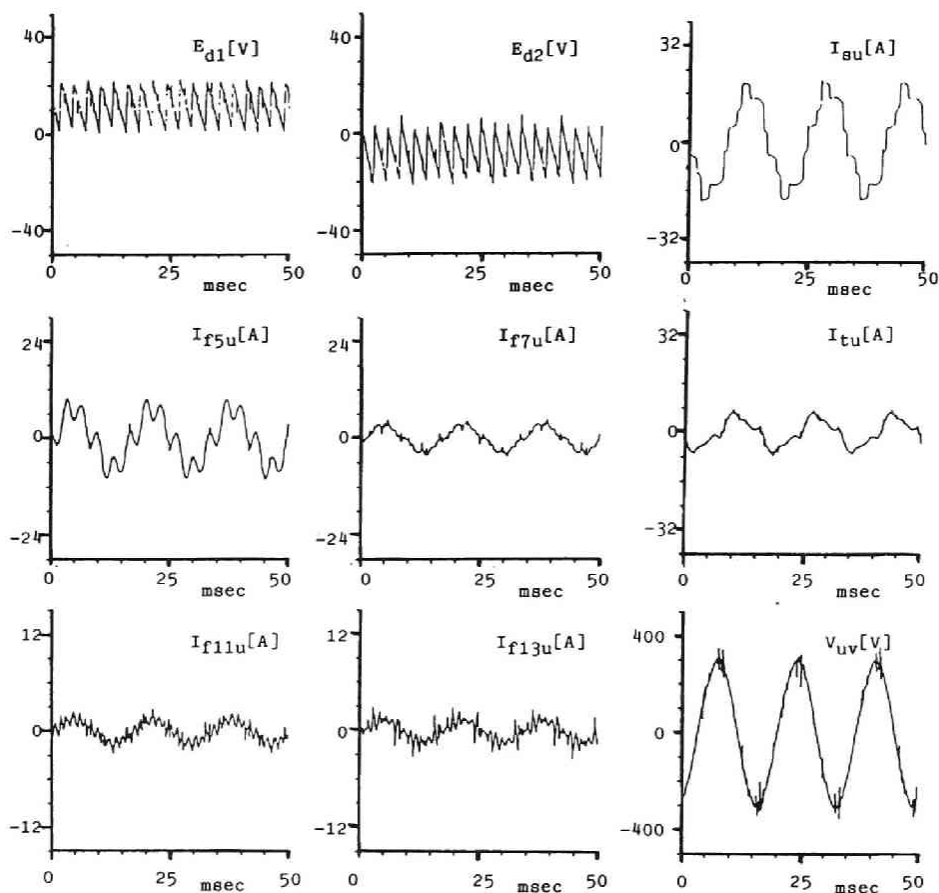 E_d1[V]
40
0
-40
0 25 50
msec
E_d2[V]
40
0
-40
0 25 50
msec
I_su[A]
32
0
-32
0 25 50
msec
I_f5u[A]
24
0
-24
0 25 50
msec
I_f7u[A]
24
0
-24
0 25 50
msec
I_tu[A]
32
0
-32
0 25 50
msec
I_f11u[A]
12
0
-12
0 25 50
msec
I_f13u[A]
12
0
-12
0 25 50
msec
V_uv[V]
400
0
-400
0 25 50
msec